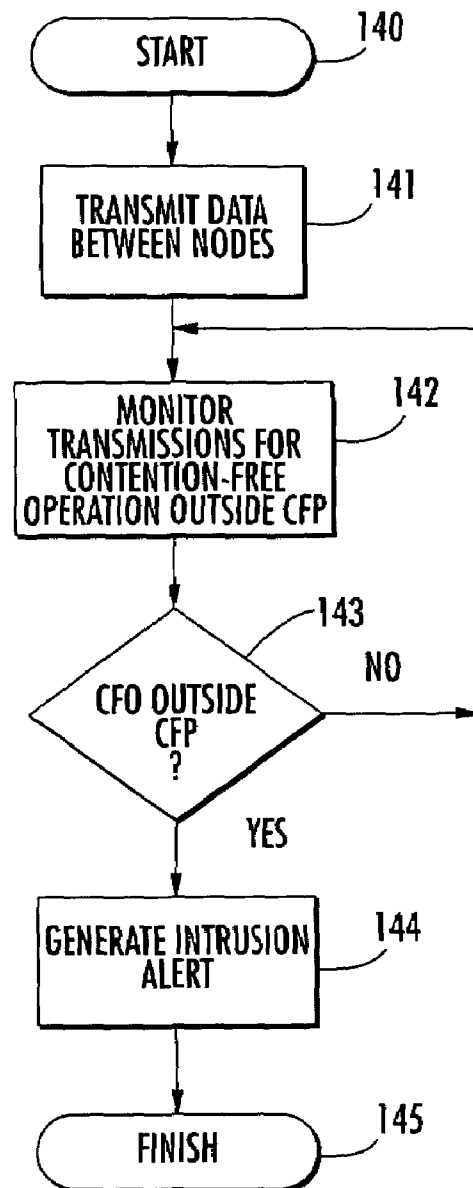 START
140
TRANSMIT DATA
BETWEEN NODES
141
MONITOR
TRANSMISSIONS FOR
CONTENTION-FREE
OPERATION OUTSIDE CFP
142
143
CFO OUTSIDE
CFP
?
NO
YES
GENERATE INTRUSION
ALERT
144
FINISH
145